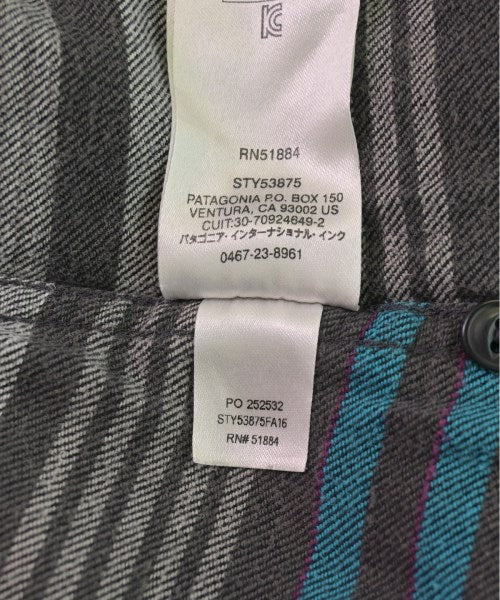 RN51884
STY53875
PATAGONIA P.O. BOX 150
VENTURA, CA 93002 US
CUIT:30-70924649-2
パタゴニア・インターナショナル・インク
0467-23-8961
PO 252532
STY53875FA16
RN# 51884